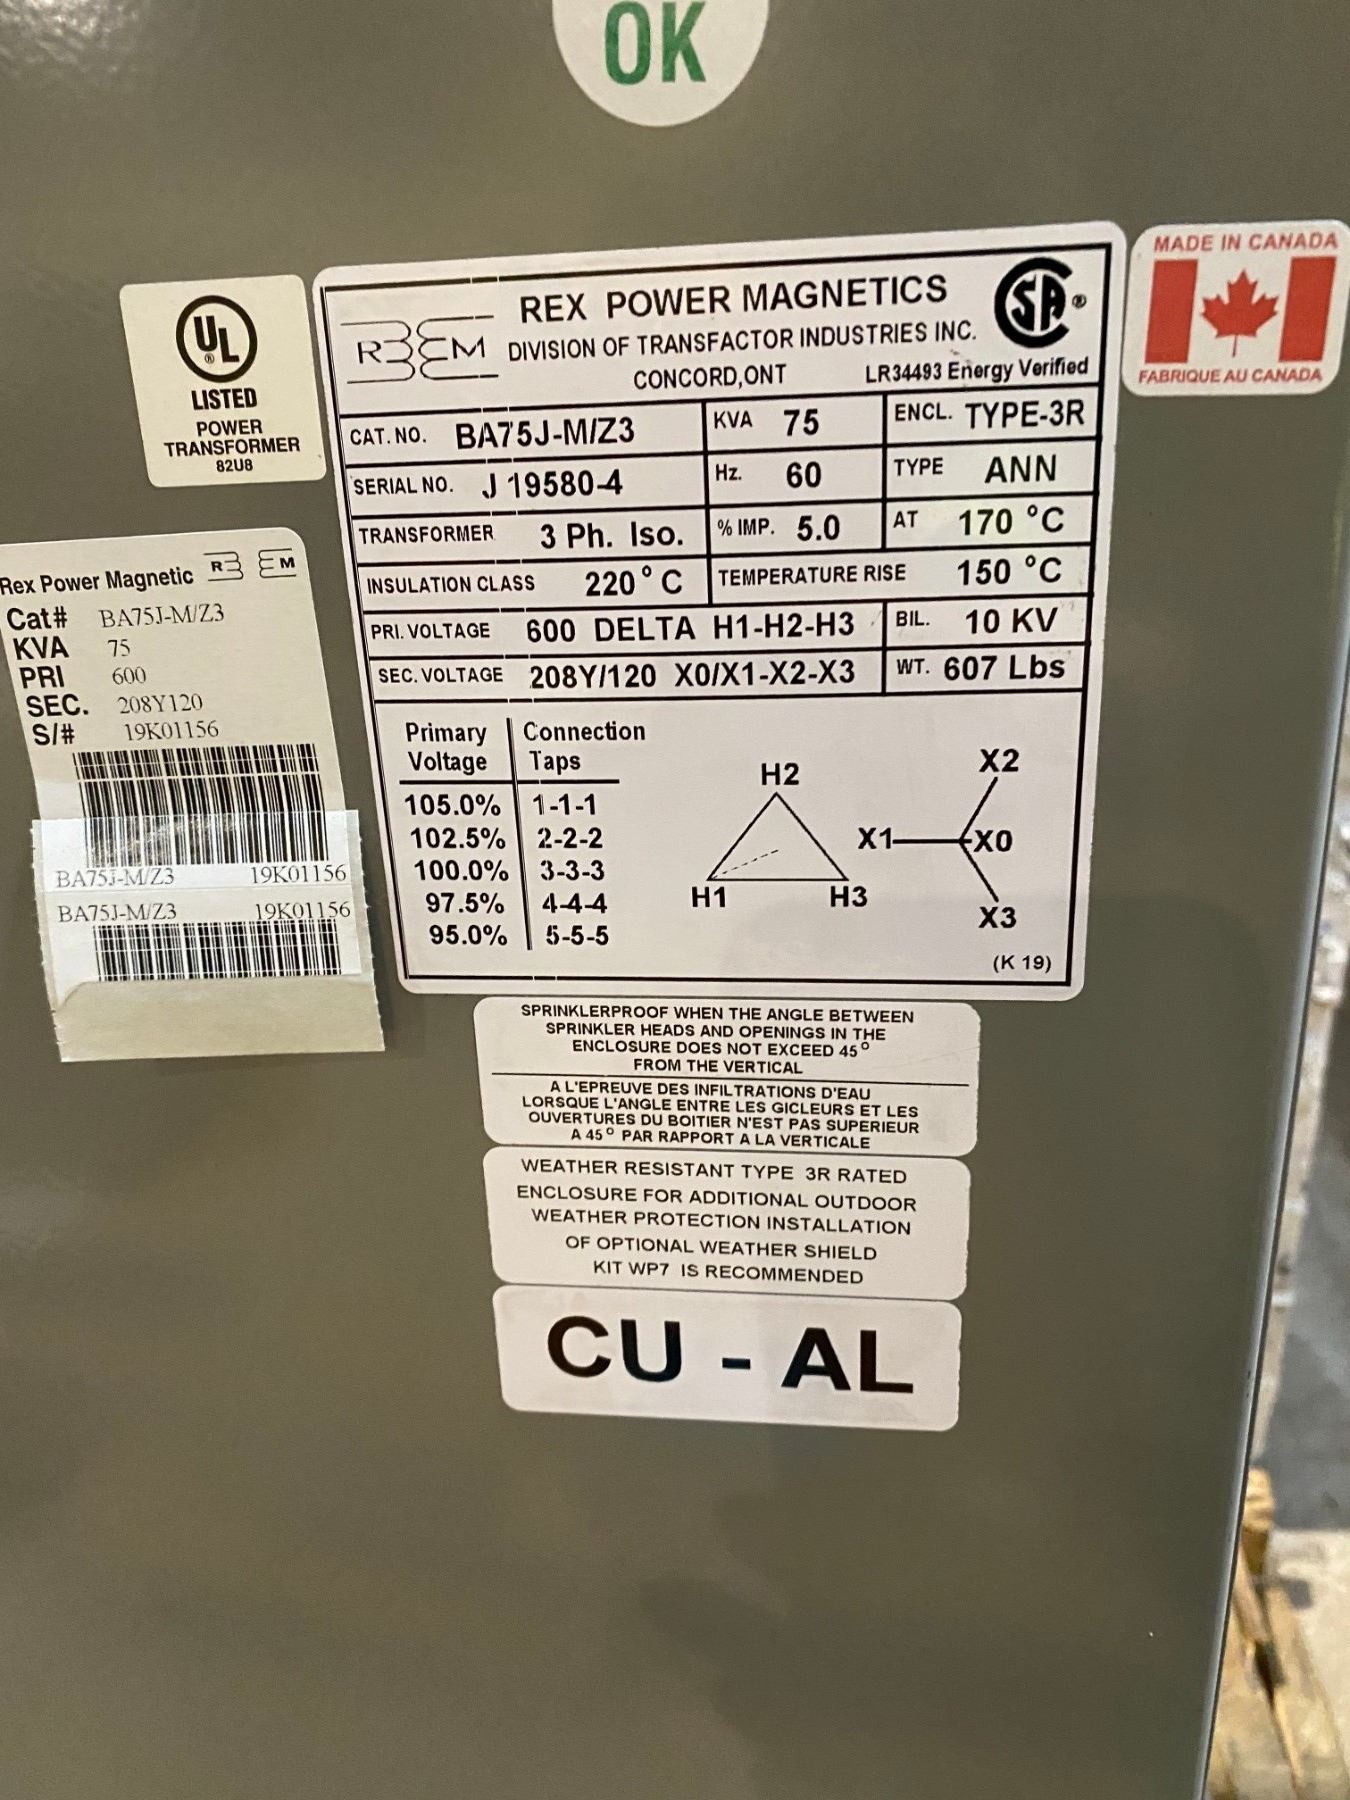 OK
UL
®
LISTED
POWER
TRANSFORMER
82U8
Rex Power Magnetic R EM
Cat# BA75J-M/Z3
KVA 75
PRI 600
SEC. 208Y120
S/# 19K01156
BA75J-M/Z3 19K01156
BA75J-M/Z3 19K01156
REM REX POWER MAGNETICS
DIVISION OF TRANSFACTOR INDUSTRIES INC.
CONCORD,ONT
SA ®
LR34493 Energy Verified
CAT. NO. BA75J-M/Z3 KVA 75 ENCL. TYPE-3R
SERIAL NO. J 19580-4 Hz. 60 TYPE ANN
TRANSFORMER 3 Ph. Iso. % IMP. 5.0 AT 170 °C
INSULATION CLASS 220° C TEMPERATURE RISE 150 °C
PRI. VOLTAGE 600 DELTA H1-H2-H3 BIL. 10 KV
SEC. VOLTAGE 208Y/120 X0/X1-X2-X3 WT. 607 Lbs
Primary Connection
Voltage Taps
105.0% 1-1-1
102.5% 2-2-2
100.0% 3-3-3
97.5% 4-4-4
95.0% 5-5-5
H2
H1 H3
X2
X1 X0
X3
(K 19)
MADE IN CANADA
FABRIQUE AU CANADA
SPRINKLERPROOF WHEN THE ANGLE BETWEEN
SPRINKLER HEADS AND OPENINGS IN THE
ENCLOSURE DOES NOT EXCEED 45°
FROM THE VERTICAL
A L'EPREUVE DES INFILTRATIONS D'EAU
LORSQUE L'ANGLE ENTRE LES GICLEURS ET LES
OUVERTURES DU BOITIER N'EST PAS SUPERIEUR
A 45° PAR RAPPORT A LA VERTICALE
WEATHER RESISTANT TYPE 3R RATED
ENCLOSURE FOR ADDITIONAL OUTDOOR
WEATHER PROTECTION INSTALLATION
OF OPTIONAL WEATHER SHIELD
KIT WP7 IS RECOMMENDED
CU - AL